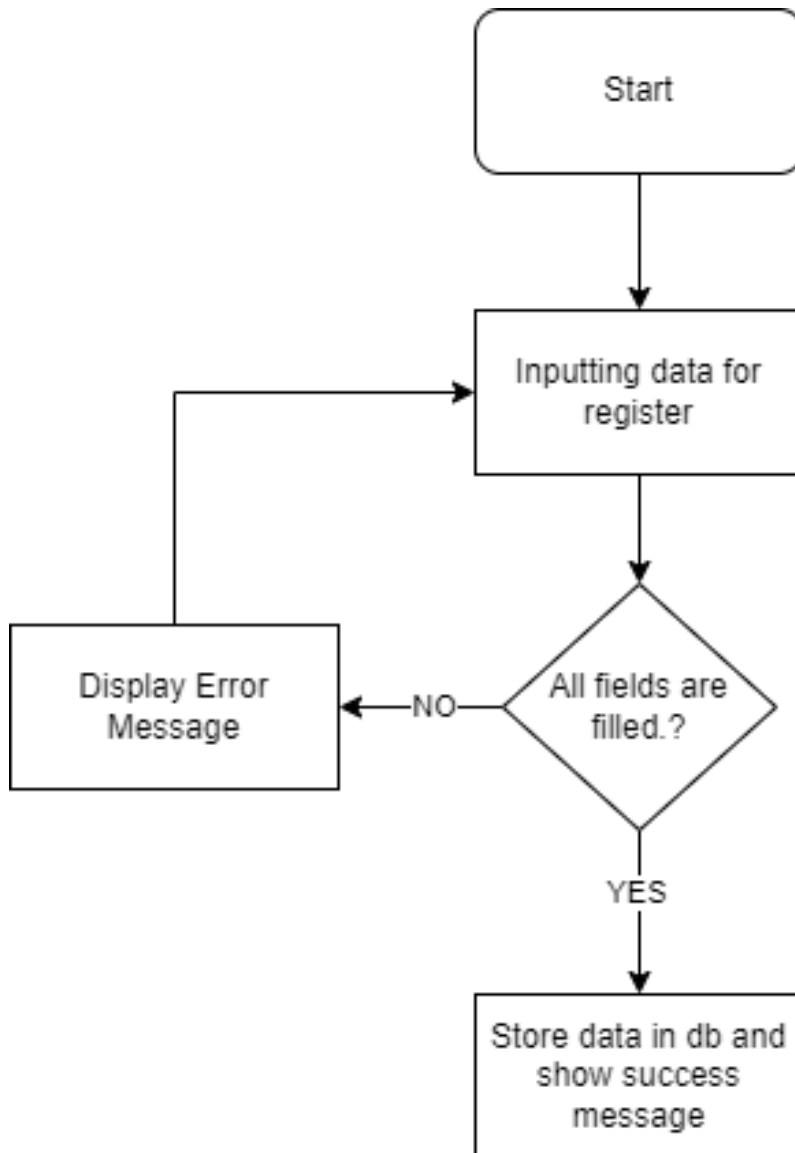 Start
Inputting data for
register
All fields are
filled.?
NO
Display Error
Message
YES
Store data in db and
show success
message